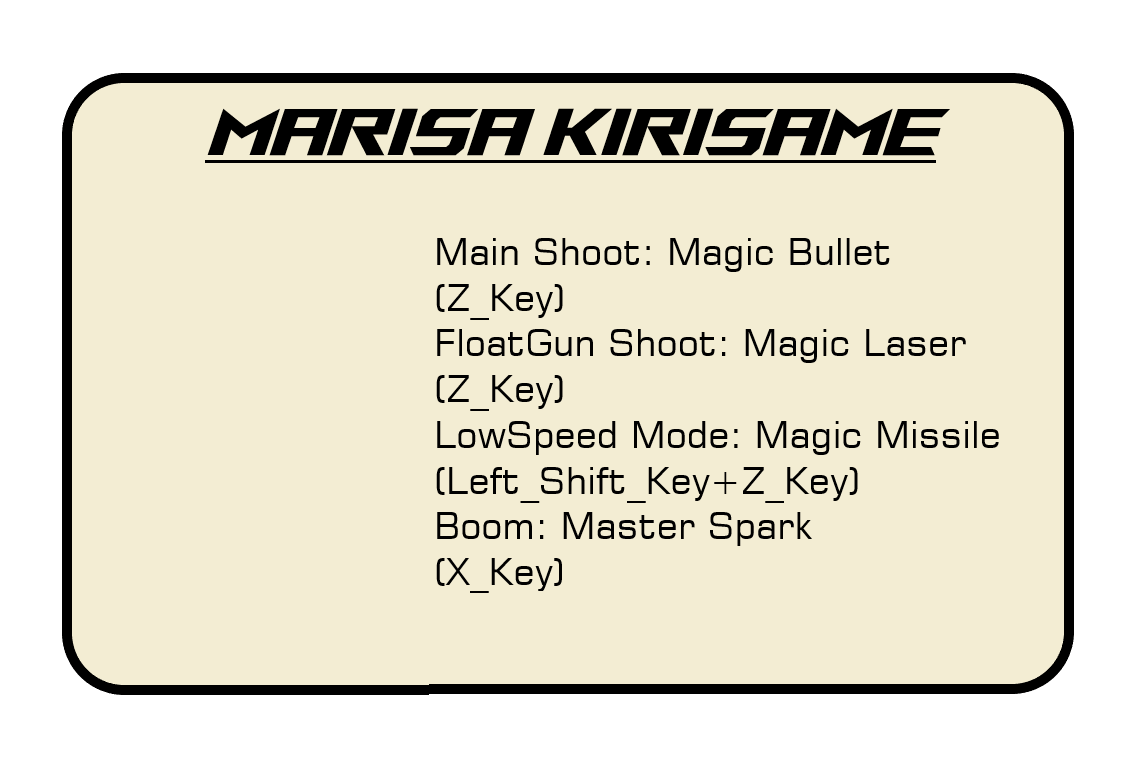 MARISA KIRISAME
Main Shoot: Magic Bullet
(Z_Key)
FloatGun Shoot: Magic Laser
(Z_Key)
LowSpeed Mode: Magic Missile
(Left_Shift_Key+Z_Key)
Boom: Master Spark
(X_Key)